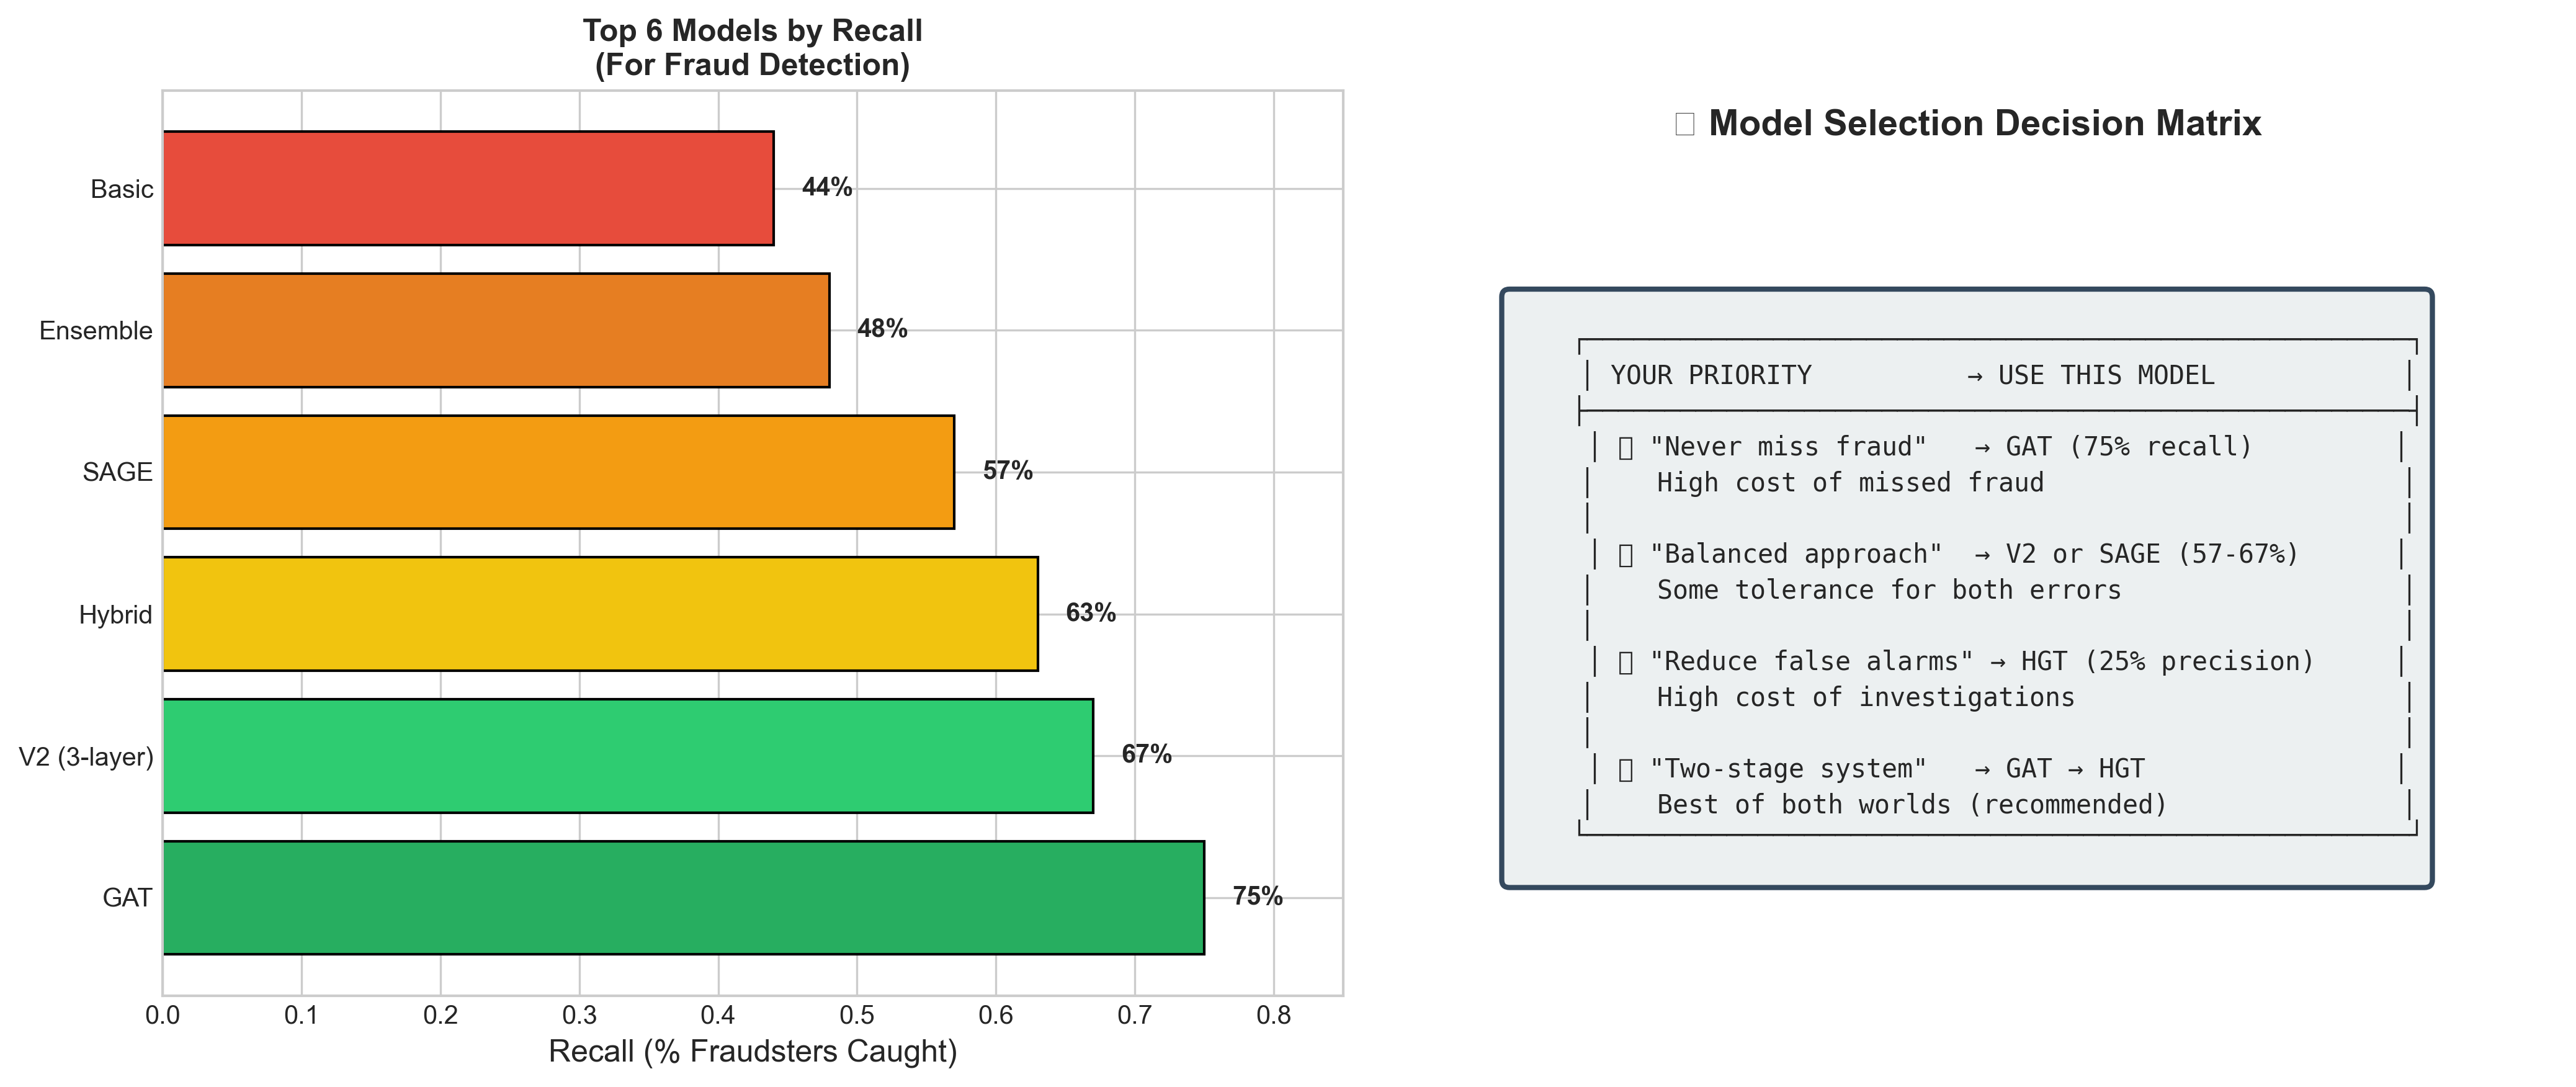 Top 6 Models by Recall
(For Fraud Detection)
Basic
44%
Ensemble
48%
SAGE
57%
Hybrid
63%
V2 (3-layer)
67%
GAT
75%
0.0 0.1 0.2 0.3 0.4 0.5 0.6 0.7 0.8
Recall (% Fraudsters Caught)
Model Selection Decision Matrix
YOUR PRIORITY → USE THIS MODEL
"Never miss fraud" → GAT (75% recall)
High cost of missed fraud
"Balanced approach" → V2 or SAGE (57-67%)
Some tolerance for both errors
"Reduce false alarms" → HGT (25% precision)
High cost of investigations
"Two-stage system" → GAT → HGT
Best of both worlds (recommended)